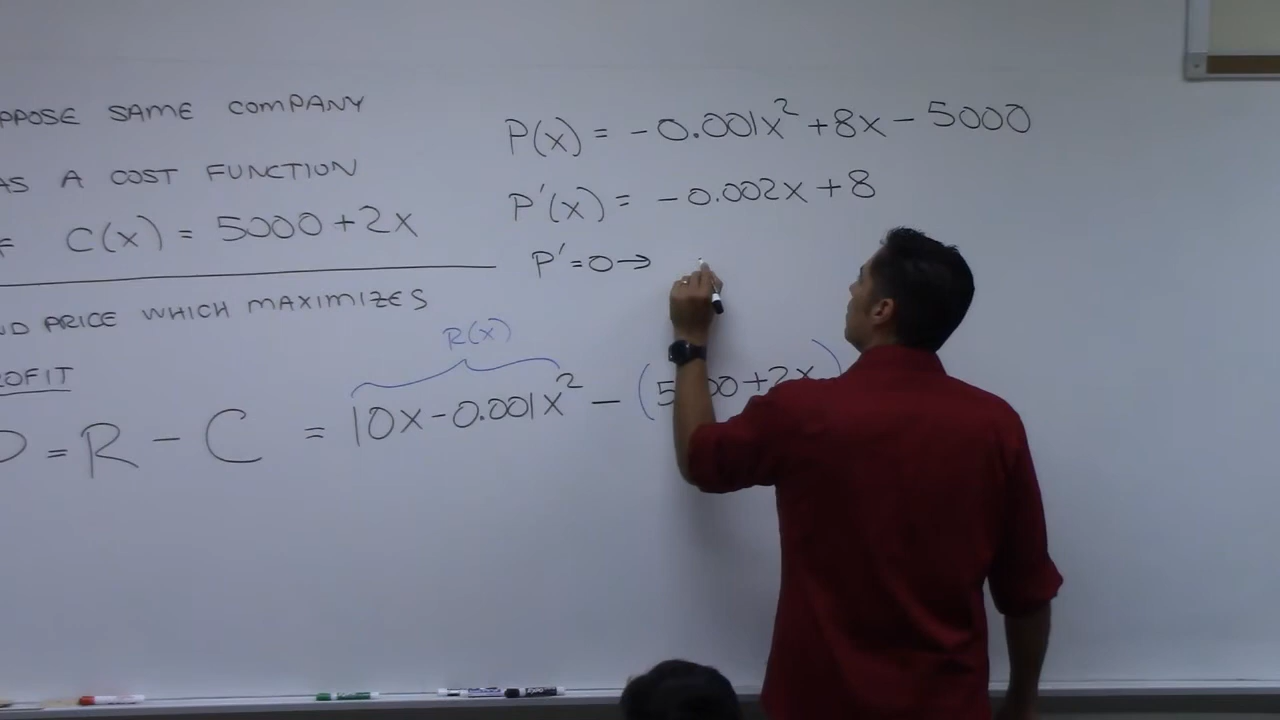 PPOSE SAME COMPANY
AS A COST FUNCTION
F C(x) = 5000+2x
ND PRICE WHICH MAXIMIZES
OFIT
R(x)
P = R - C = 10x-0.001x² - (5000+2x)
P(x) = -0.001x²+8x-5000
P'(x) = -0.002x+8
P'=0→